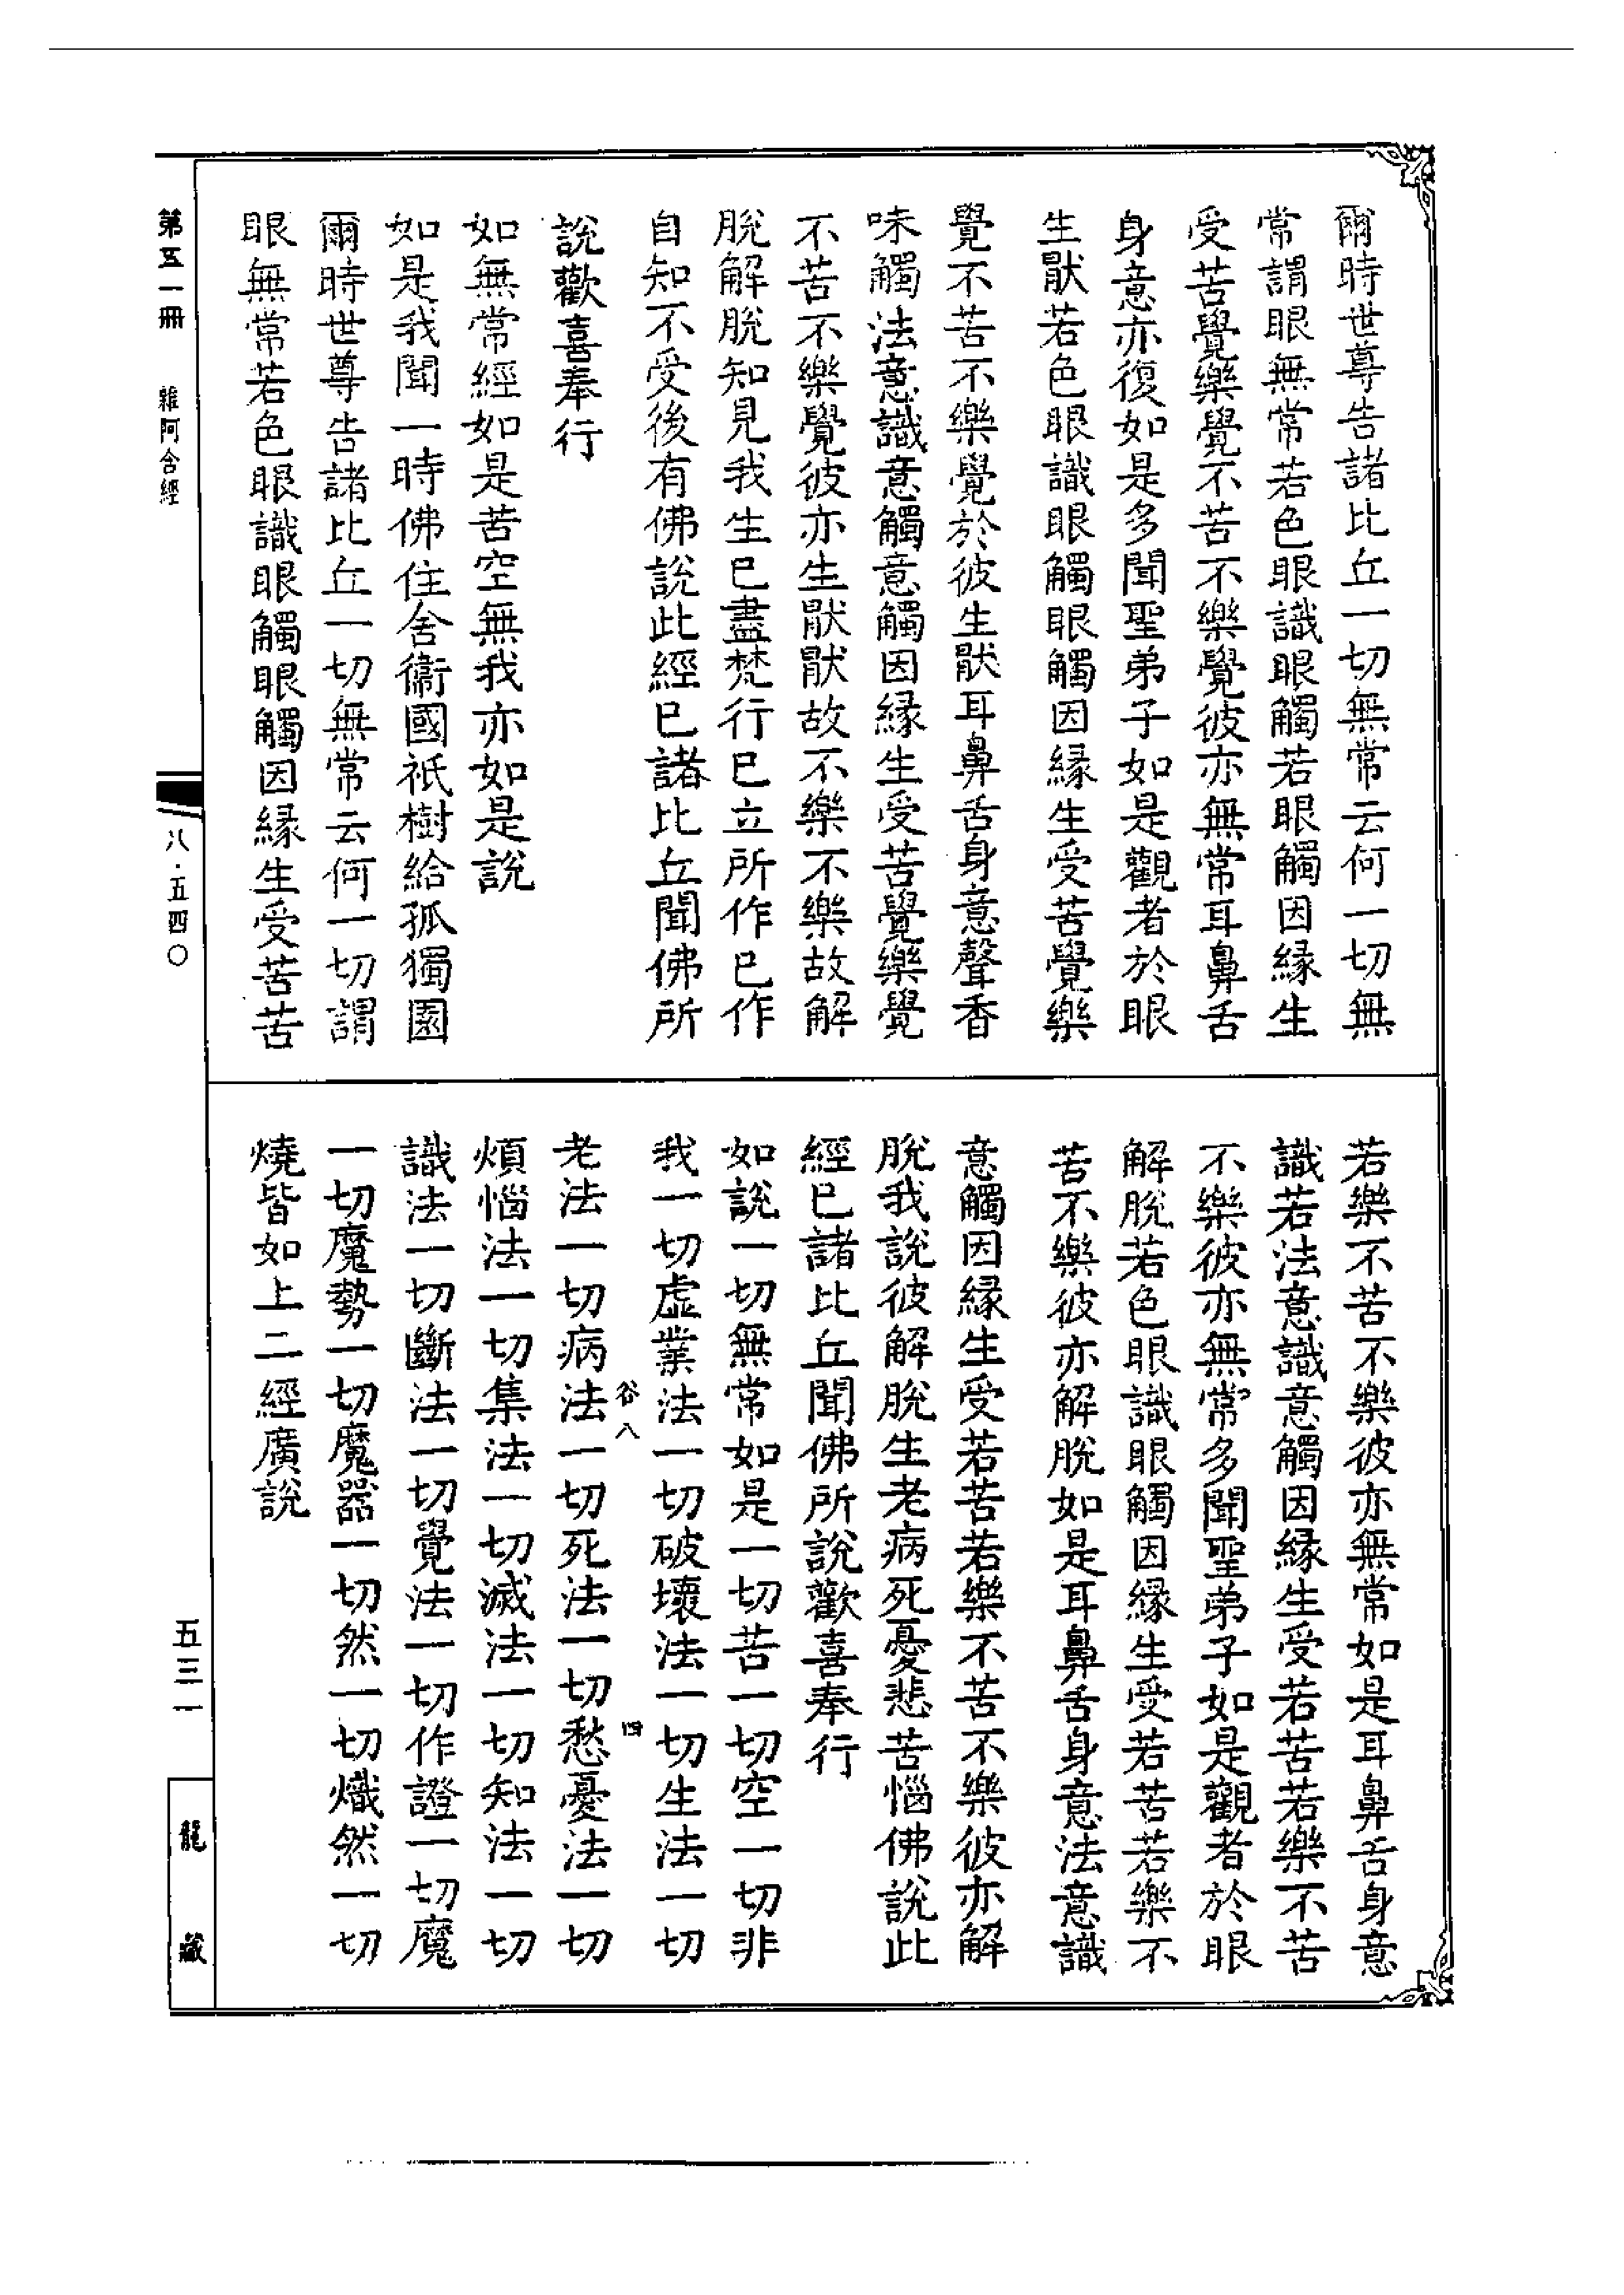 爾時世尊告諸比丘一切無常云何一切無
常謂眼無常若色眼識眼觸若眼觸因緣生
受苦覺樂覺不苦不樂覺彼亦無常耳鼻舌
身意亦復如是多聞聖弟子如是觀者於眼
生猒若色眼識眼觸眼觸因緣生受苦覺樂
覺不苦不樂覺於彼生猒耳鼻舌身意聲香
味觸法意識意觸意觸因緣生受苦覺樂覺
不苦不樂覺彼亦生猒猒故不樂不樂故解
脫解脫知見我生已盡梵行已立所作已作
自知不受後有佛說此經已諸比丘聞佛所
說歡喜奉行
如無常經如是苦空無我亦如是說
如是我聞一時佛住舍衞國祇樹給孤獨園
爾時世尊告諸比丘一切無常云何一切謂
眼無常若色眼識眼觸眼觸因緣生受苦苦
若樂不苦不樂彼亦無常如是耳鼻舌身意
識若法意識意觸因緣生受若苦若樂不苦
不樂彼亦無常多聞聖弟子如是觀者於眼
解脫若色眼識眼觸因緣生受若苦若樂不
苦不樂彼亦解脫如是耳鼻舌身意法意識
意觸因緣生受若苦若樂不苦不樂彼亦解
脫我說彼解脫生老病死憂悲苦惱佛說此
經已諸比丘聞佛所說歡喜奉行
如說一切無常如是一切苦一切空一切非
我一切虛業法一切破壞法一切生法一切
谷八
四
老法一切病法一切死法一切愁憂法一切
煩惱法一切集法一切滅法一切知法一切
識法一切斷法一切覺法一切作證一切魔
一切魔勢一切魔器一切然一切熾然一切
燒皆如上二經廣說
第五一冊
雜阿含經
八·五四〇
五三一
龍藏